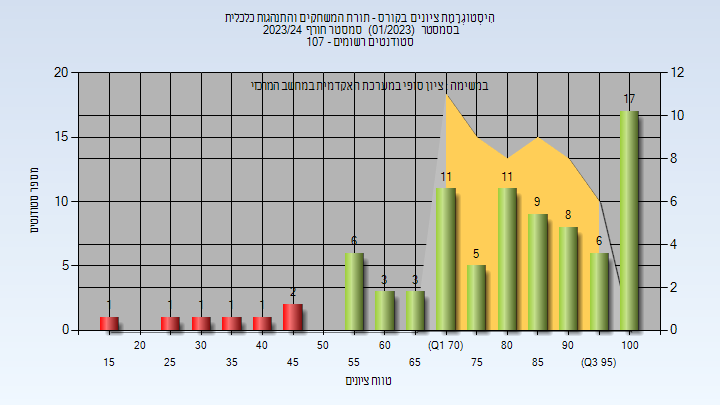 הִיסְטוֹגְרָמַת ציונים בקורס - תורת המשחקים והתנהגות כלכלית
בסמסטר (01/2023) סמסטר חורף 2023/24
סטודנטים רשומים - 107
במשימה : ציון סופי במערכת האקדמית במחשב המרכזי
מספר סטודנטים
20
15
10
5
0
12
10
8
6
4
2
0
1 1 1 1 1 2 6 3 3 11 5 11 9 8 6 17
20 30 40 50 60 (Q1 70) 80 90 100
15 25 35 45 55 65 75 85 (Q3 95)
טווח ציונים